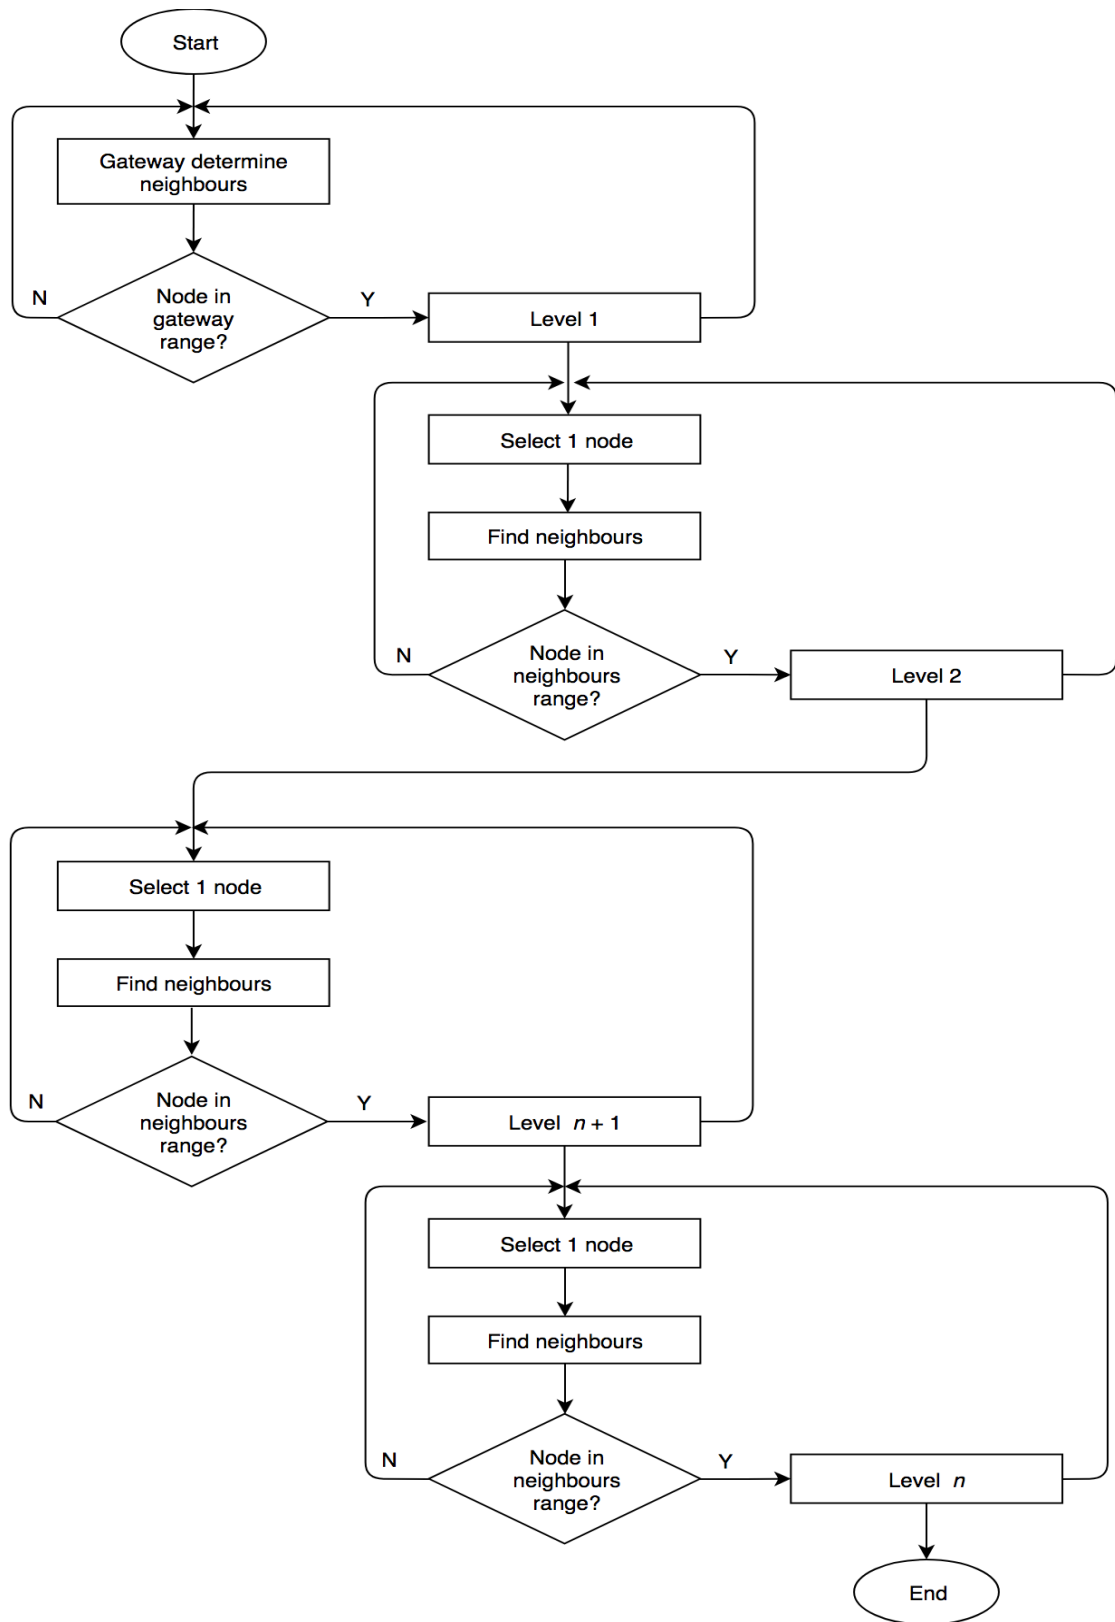 Start
Gateway determine
neighbours
Node in
gateway
range?
N
Y
Level 1
Select 1 node
Find neighbours
Node in
neighbours
range?
N
Y
Level 2
Select 1 node
Find neighbours
Node in
neighbours
range?
N
Y
Level n + 1
Select 1 node
Find neighbours
Node in
neighbours
range?
N
Y
Level n
End